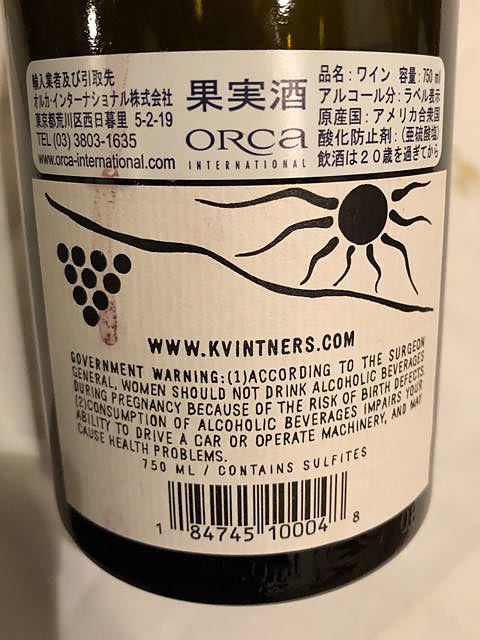 輸入業者及び引取先
オルカ・インターナショナル株式会社
東京都荒川区西日暮里 5-2-19
TEL (03) 3803-1635
www.orca-international.com
果実酒
ORCA
INTERNATIONAL
品名：ワイン 容量：750 ml
アルコール分：ラベル表示
原産国：アメリカ合衆国
酸化防止剤：(亜硫酸塩)
飲酒は20歳を過ぎてから
WWW.KVINTNERS.COM
GOVERNMENT WARNING:(1)ACCORDING TO THE SURGEON
GENERAL, WOMEN SHOULD NOT DRINK ALCOHOLIC BEVERAGES
DURING PREGNANCY BECAUSE OF THE RISK OF BIRTH DEFECTS.
(2)CONSUMPTION OF ALCOHOLIC BEVERAGES IMPAIRS YOUR
ABILITY TO DRIVE A CAR OR OPERATE MACHINERY, AND MAY
CAUSE HEALTH PROBLEMS.
750 ML / CONTAINS SULFITES
1 84745 10004 8